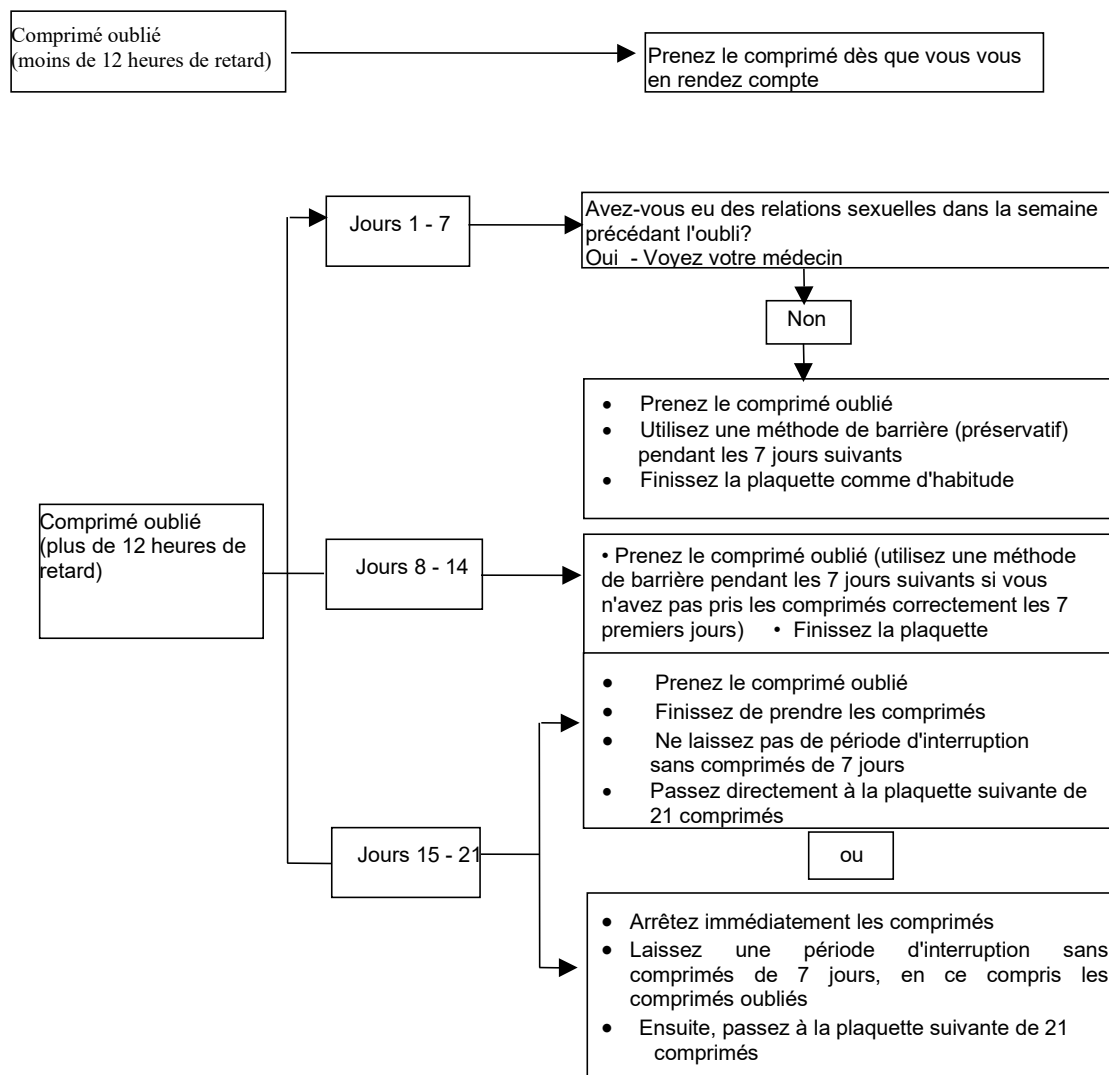 Comprimé oublié
(moins de 12 heures de retard)
Prenez le comprimé dès que vous vous
en rendez compte
Jours 1 - 7
Avez-vous eu des relations sexuelles dans la semaine
précédant l'oubli?
Oui - Voyez votre médecin
Non
• Prenez le comprimé oublié
• Utilisez une méthode de barrière (préservatif)
pendant les 7 jours suivants
• Finissez la plaquette comme d'habitude
Comprimé oublié
(plus de 12 heures de
retard)
Jours 8 - 14
• Prenez le comprimé oublié (utilisez une méthode
de barrière pendant les 7 jours suivants si vous
n'avez pas pris les comprimés correctement les 7
premiers jours) • Finissez la plaquette
• Prenez le comprimé oublié
• Finissez de prendre les comprimés
• Ne laissez pas de période d'interruption
sans comprimés de 7 jours
• Passez directement à la plaquette suivante de
21 comprimés
Jours 15 - 21
ou
• Arrêtez immédiatement les comprimés
• Laissez une période d'interruption sans
comprimés de 7 jours, en ce compris les
comprimés oubliés
• Ensuite, passez à la plaquette suivante de 21
comprimés